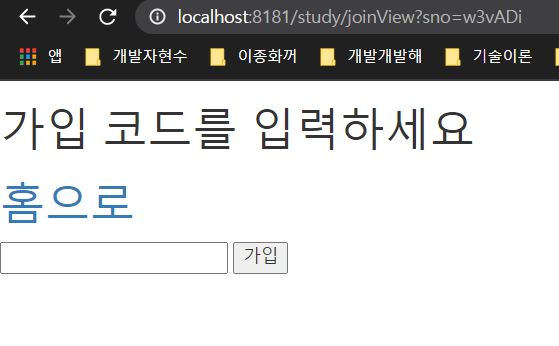 localhost:8181/study/joinView?sno=w3vADi
앱 개발자현수 이종화꺼 개발개발해 기술이론
가입 코드를 입력하세요
홈으로
가입